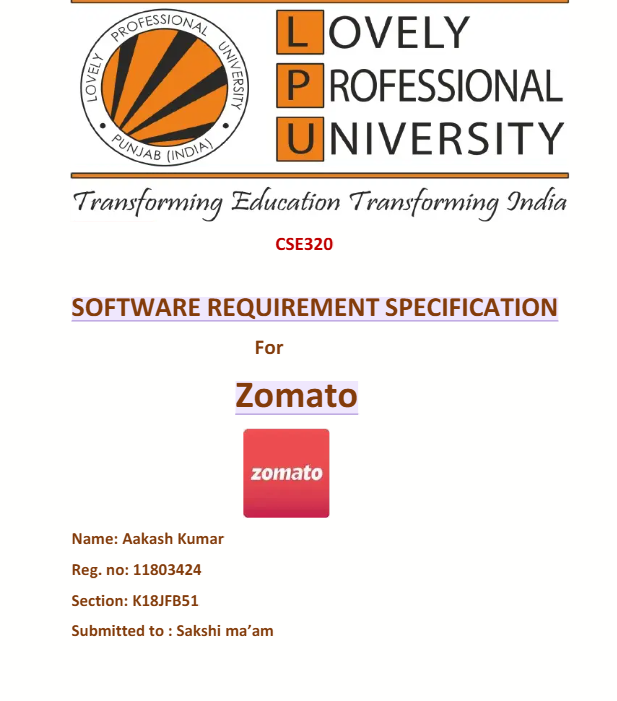 LOVELY PROFESSIONAL UNIVERSITY
PUNJAB (INDIA)
LOVELY
PROFESSIONAL
UNIVERSITY
Transforming Education Transforming India
CSE320
SOFTWARE REQUIREMENT SPECIFICATION
For
Zomato
zomato
Name: Aakash Kumar
Reg. no: 11803424
Section: K18JFB51
Submitted to : Sakshi ma’am